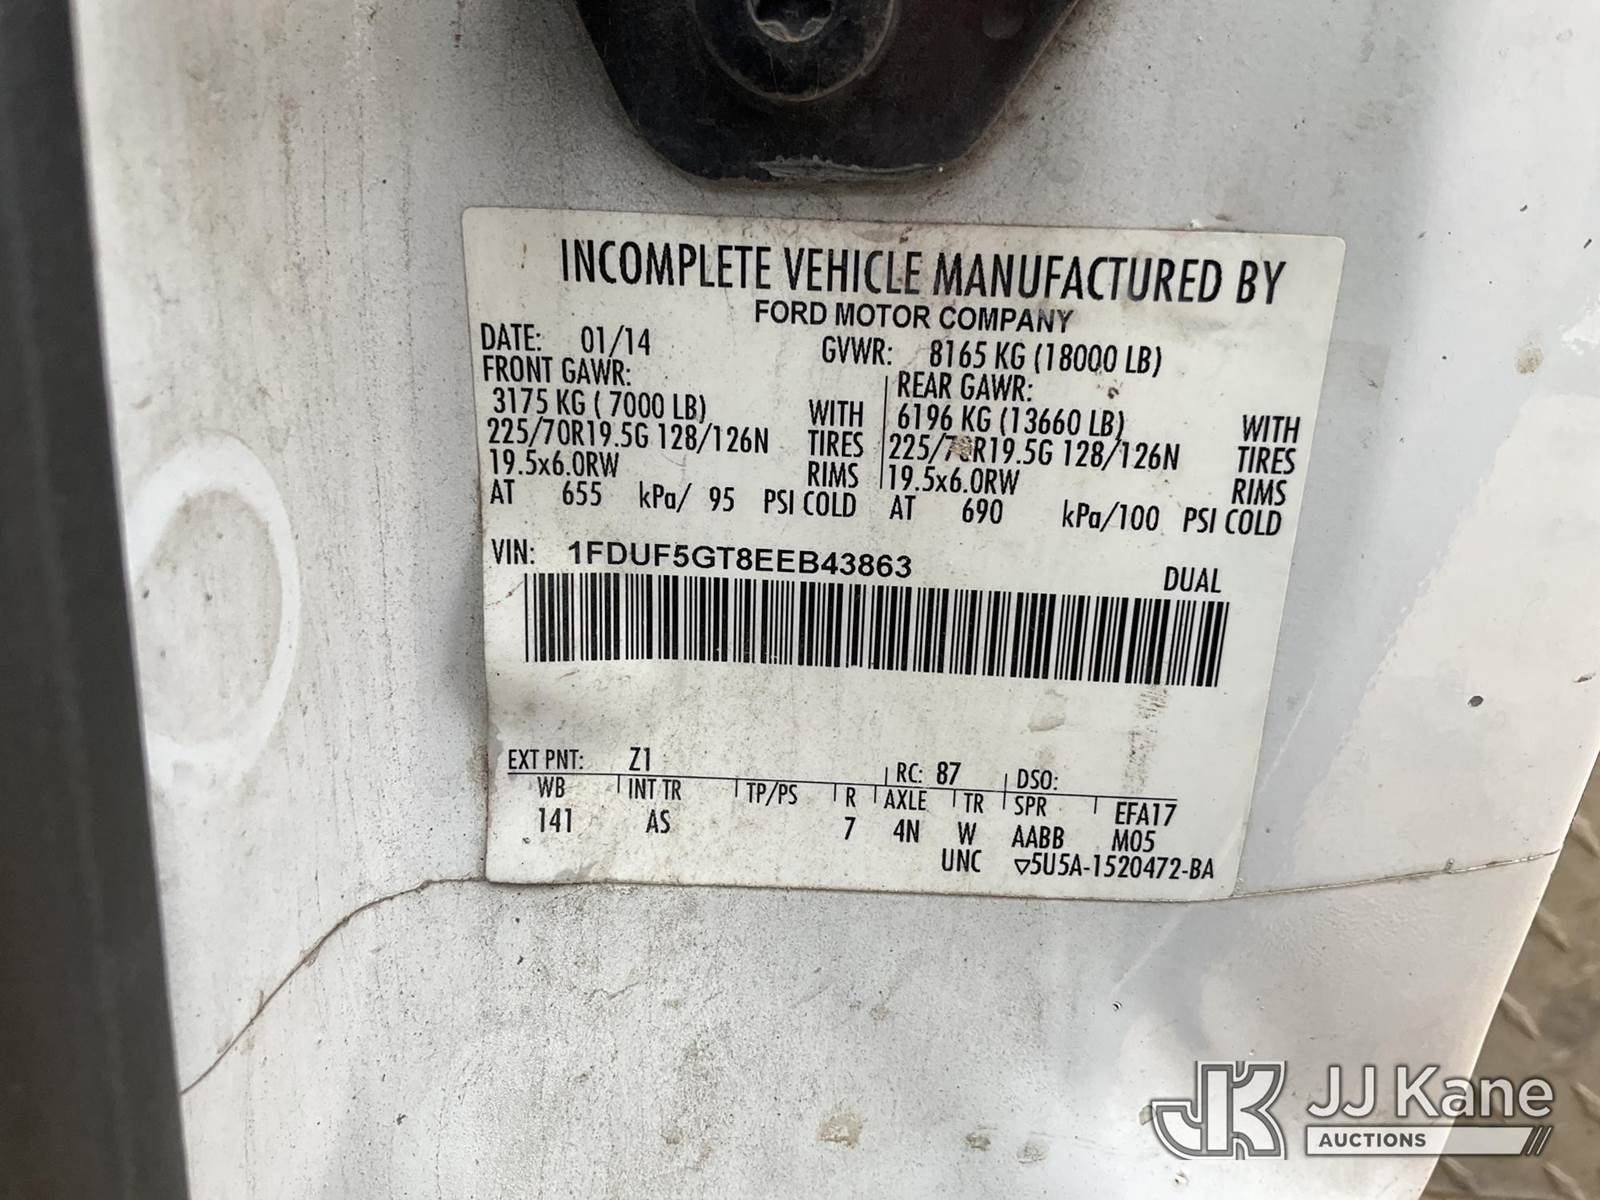 INCOMPLETE VEHICLE MANUFACTURED BY
FORD MOTOR COMPANY
DATE: 01/14 GVWR: 8165 KG (18000 LB)
FRONT GAWR: REAR GAWR:
3175 KG ( 7000 LB) WITH 6196 KG (13660 LB) WITH
225/70R19.5G 128/126N TIRES 225/70R19.5G 128/126N TIRES
19.5x6.0RW RIMS 19.5x6.0RW RIMS
AT 655 kPa/ 95 PSI COLD AT 690 kPa/100 PSI COLD
VIN: 1FDUF5GT8EEB43863 DUAL
EXT PNT: Z1 RC: 87 DSO:
WB INT TR TP/PS R AXLE TR SPR EFA17
141 AS 7 4N W AABB M05
UNC ▽5U5A-1520472-BA
JK JJ Kane
AUCTIONS